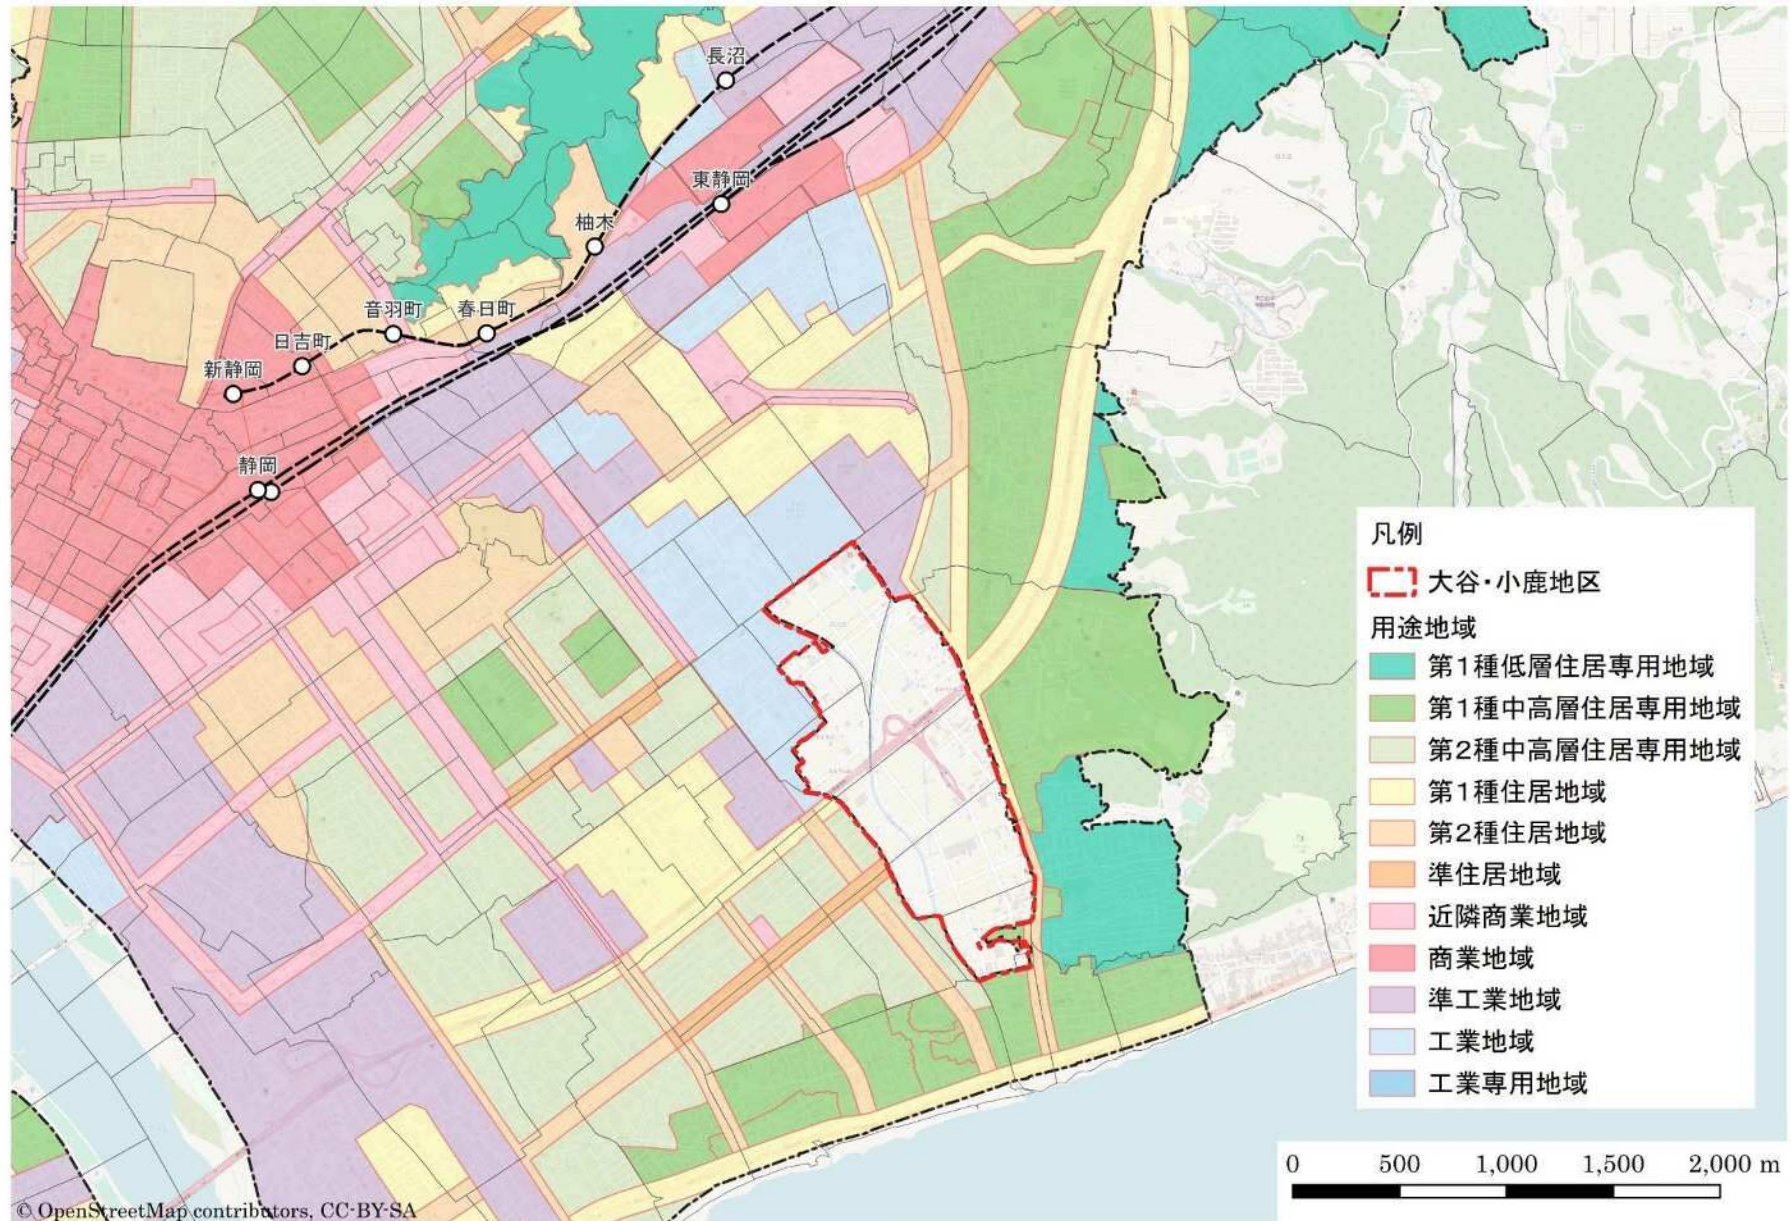 長沼
東静岡
柚木
音羽町
春日町
日吉町
新静岡
静岡
凡例
大谷・小鹿地区
用途地域
第1種低層住居専用地域
第1種中高層住居専用地域
第2種中高層住居専用地域
第1種住居地域
第2種住居地域
準住居地域
近隣商業地域
商業地域
準工業地域
工業地域
工業専用地域
0 500 1,000 1,500 2,000 m
© OpenStreetMap contributors, CC-BY-SA